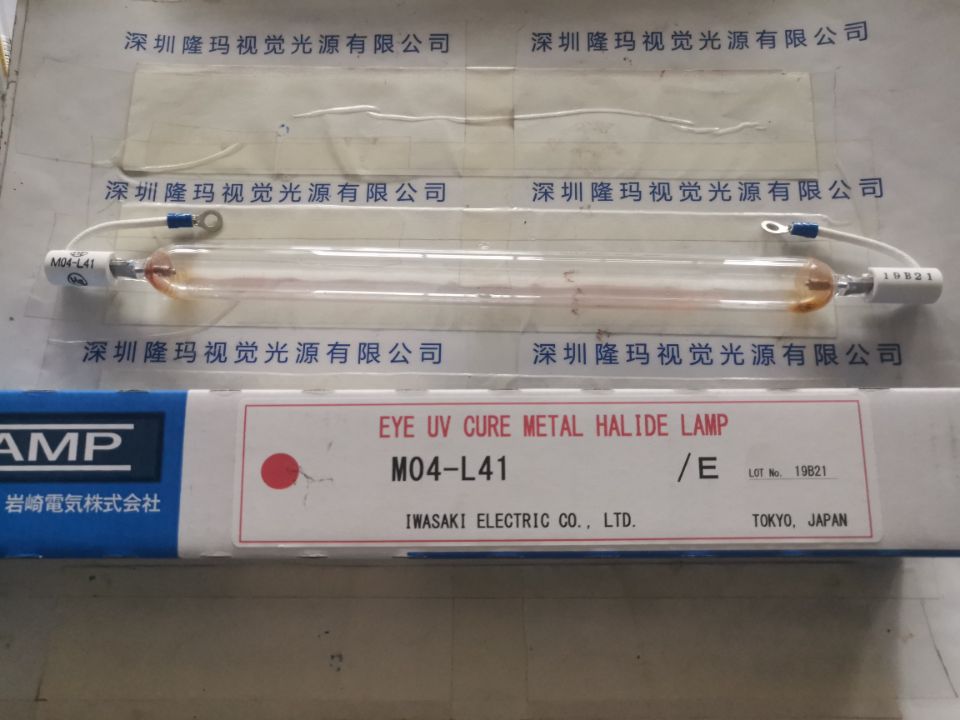 深圳隆玛视觉光源有限公司 深圳隆玛视觉光源有限公司
深圳隆玛视觉光源有限公司 深圳隆玛视觉光源有限公司
M04-L41
19B21
深圳隆玛视觉光源有限公司 深圳隆玛视觉光源有限公司
AMP
岩崎電気株式会社
EYE UV CURE METAL HALIDE LAMP
M04-L41 /E LOT No. 19B21
IWASAKI ELECTRIC CO., LTD. TOKYO, JAPAN